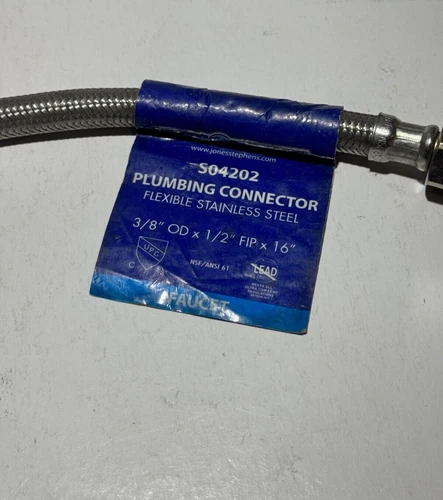 www.jonesstephens.com
S04202
PLUMBING CONNECTOR
FLEXIBLE STAINLESS STEEL
3/8" OD x 1/2" FIP x 16"
UPC
C
NSF/ANSI 61
LEAD
FAUCET